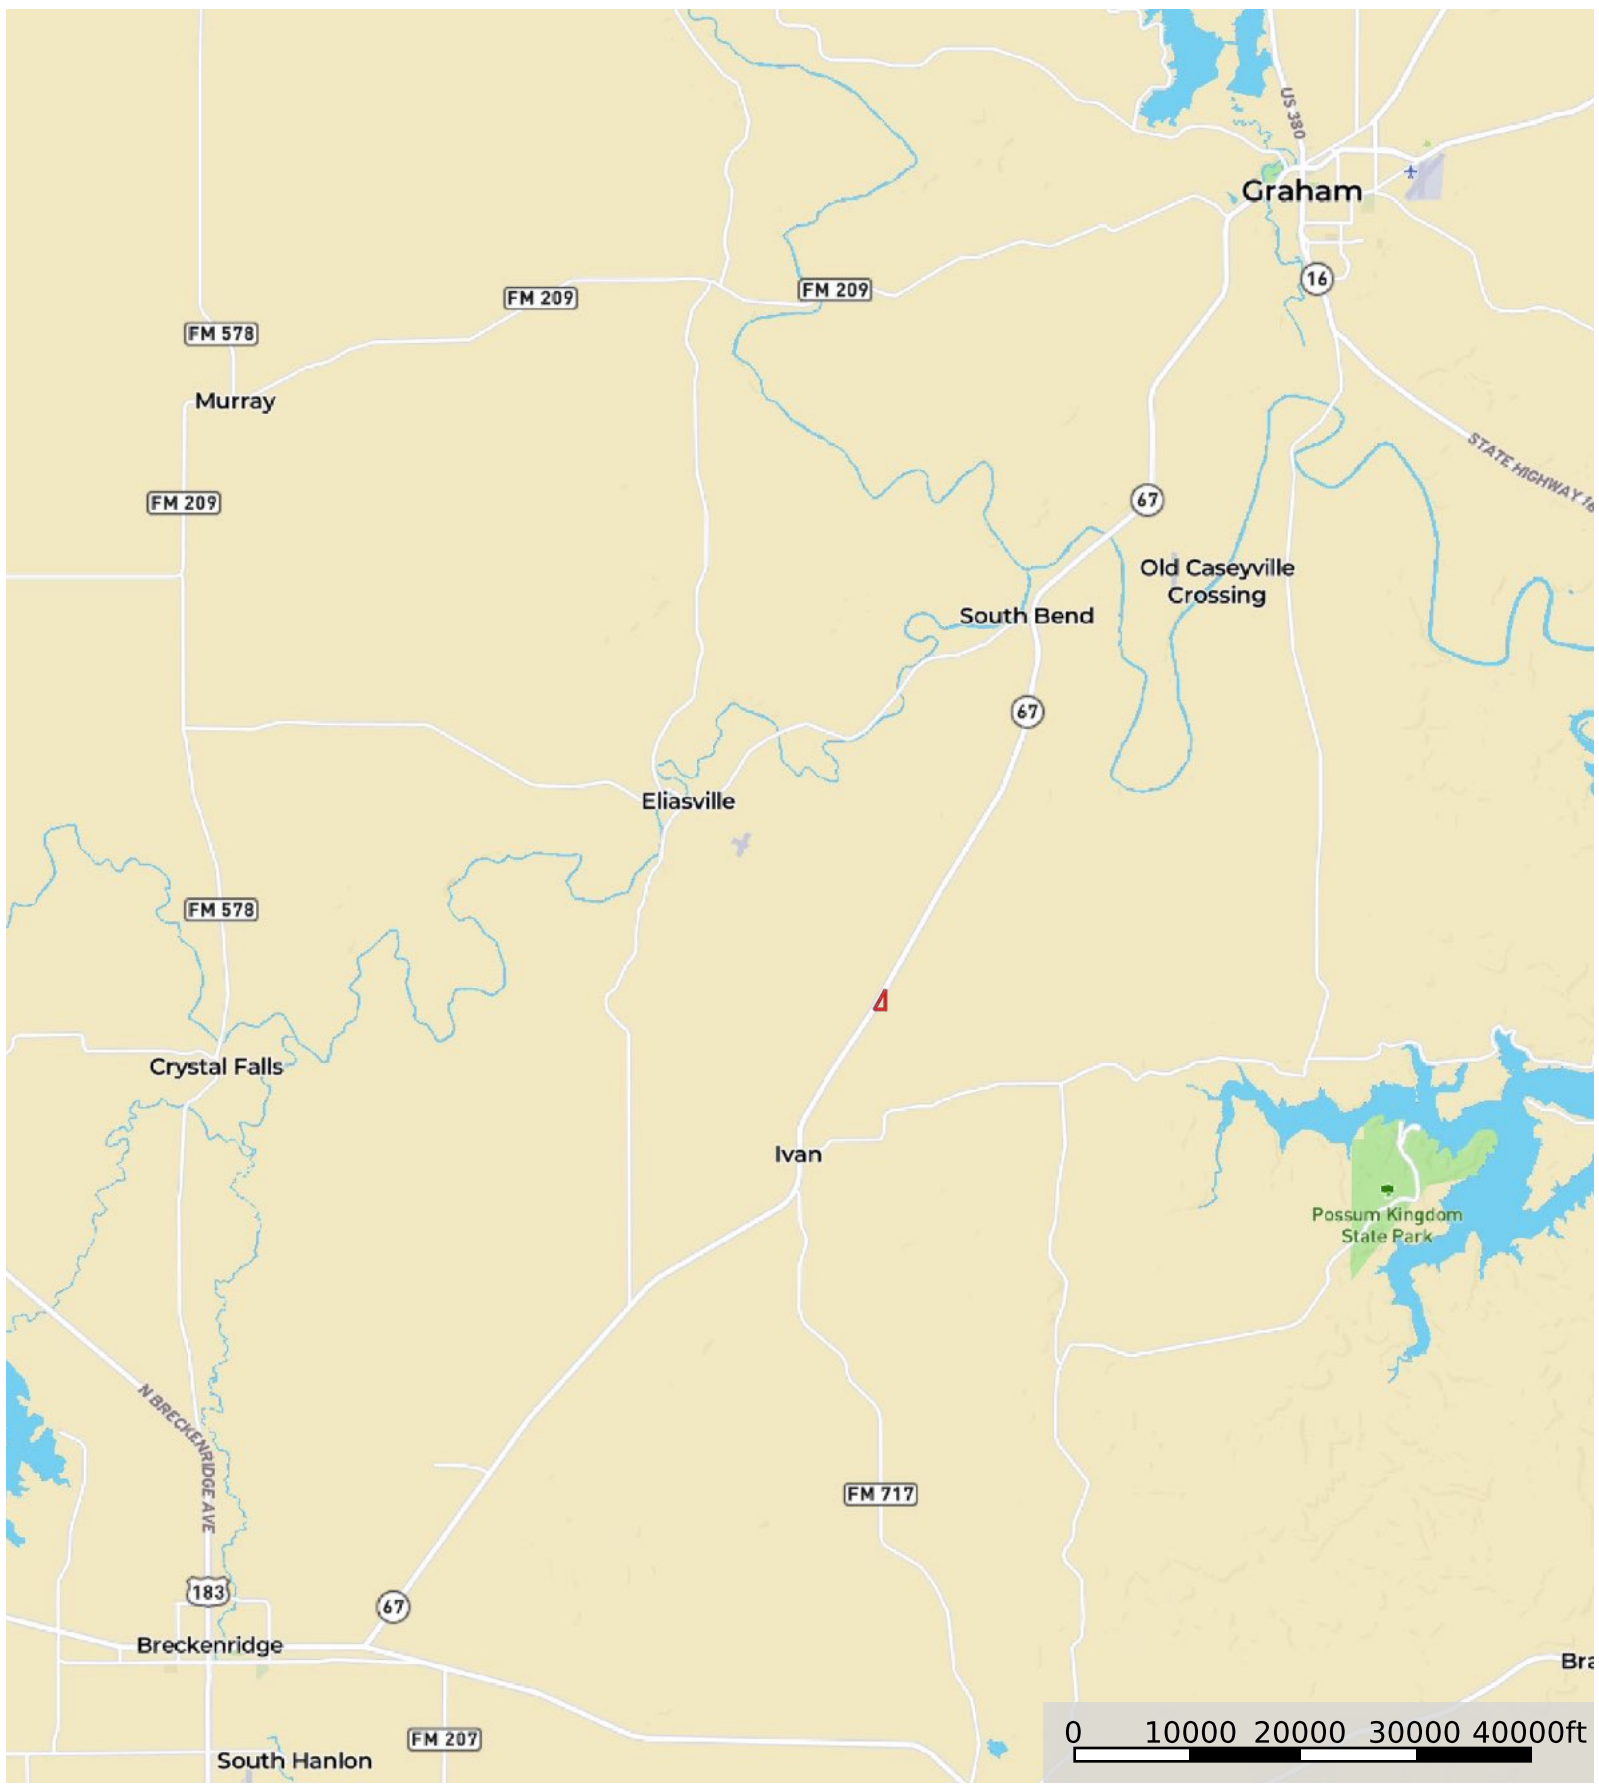 US 380
Graham
16
FM 209
FM 209
FM 578
Murray
STATE HIGHWAY 16
FM 209
67
Old Caseyville
Crossing
South Bend
67
Eliasville
FM 578
Crystal Falls
Ivan
Possum Kingdom
State Park
N BRECKENRIDGE AVE
FM 717
183
67
Breckenridge
Bra
FM 207
South Hanlon
0 10000 20000 30000 40000ft